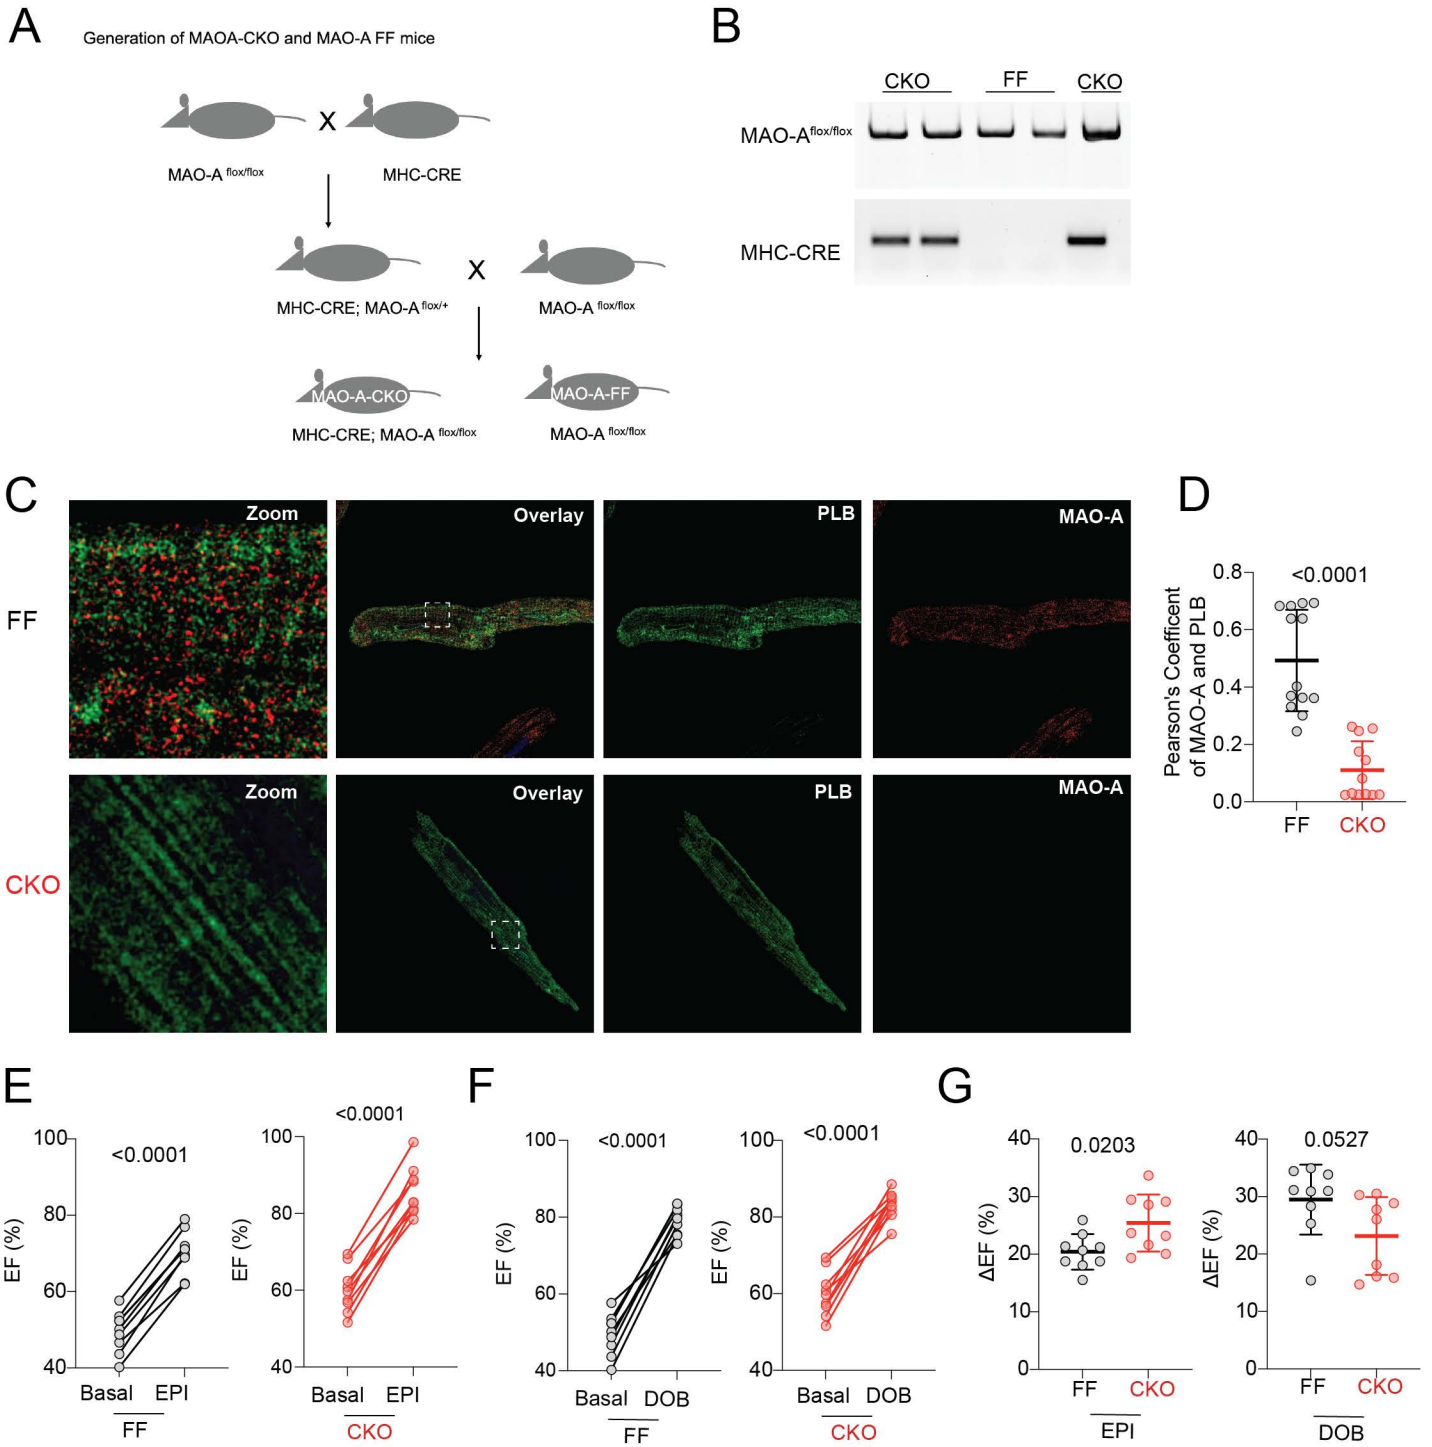 A
Generation of MAOA-CKO and MAO-A FF mice
X
MAO-A flox/flox
MHC-CRE
X
MHC-CRE; MAO-A flox/+
MAO-A flox/flox
MAO-A-CKO
MAO-A-FF
MHC-CRE; MAO-A flox/flox
MAO-A flox/flox
B
CKO FF CKO
MAO-Aflox/flox
MHC-CRE
C
FF
Zoom
Overlay
PLB
MAO-A
CKO
Zoom
Overlay
PLB
MAO-A
D
Pearson's Coefficent
of MAO-A and PLB
<0.0001
0.8
0.6
0.4
0.2
0.0
FF CKO
E
EF (%)
<0.0001
100
80
60
40
Basal EPI
FF
EF (%)
<0.0001
100
80
60
40
Basal EPI
CKO
F
EF (%)
<0.0001
100
80
60
40
Basal DOB
FF
EF (%)
<0.0001
100
80
60
40
Basal DOB
CKO
G
ΔEF (%)
0.0203
40
30
20
10
0
FF CKO
EPI
ΔEF (%)
0.0527
40
30
20
10
0
FF CKO
DOB